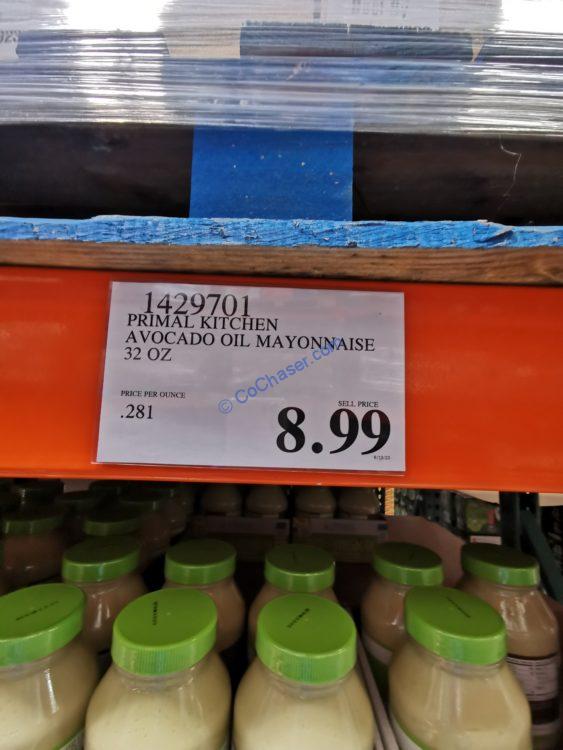 1429701
PRIMAL KITCHEN
AVOCADO OIL MAYONNAISE
32 OZ
© CoChaser.com
PRICE PER OUNCE
.281
SELL PRICE
8.99